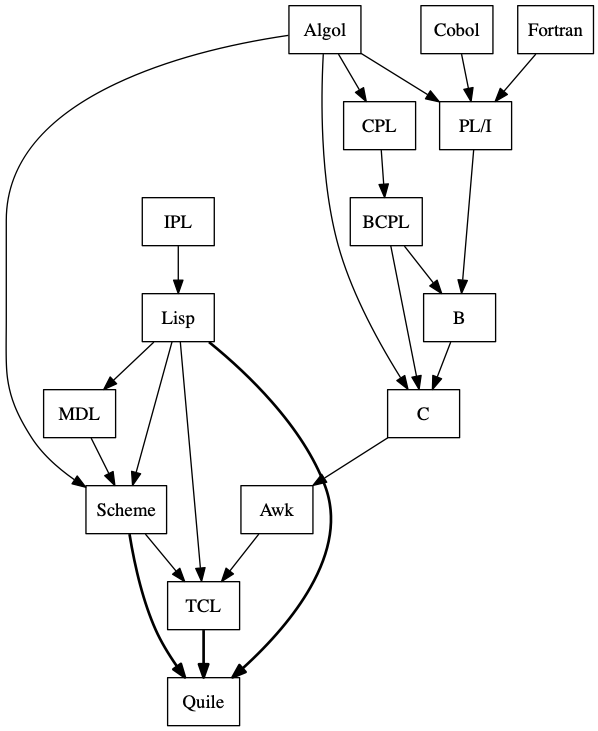 Algol
Cobol
Fortran
CPL
PL/I
IPL
BCPL
Lisp
B
MDL
C
Scheme
Awk
TCL
Quile